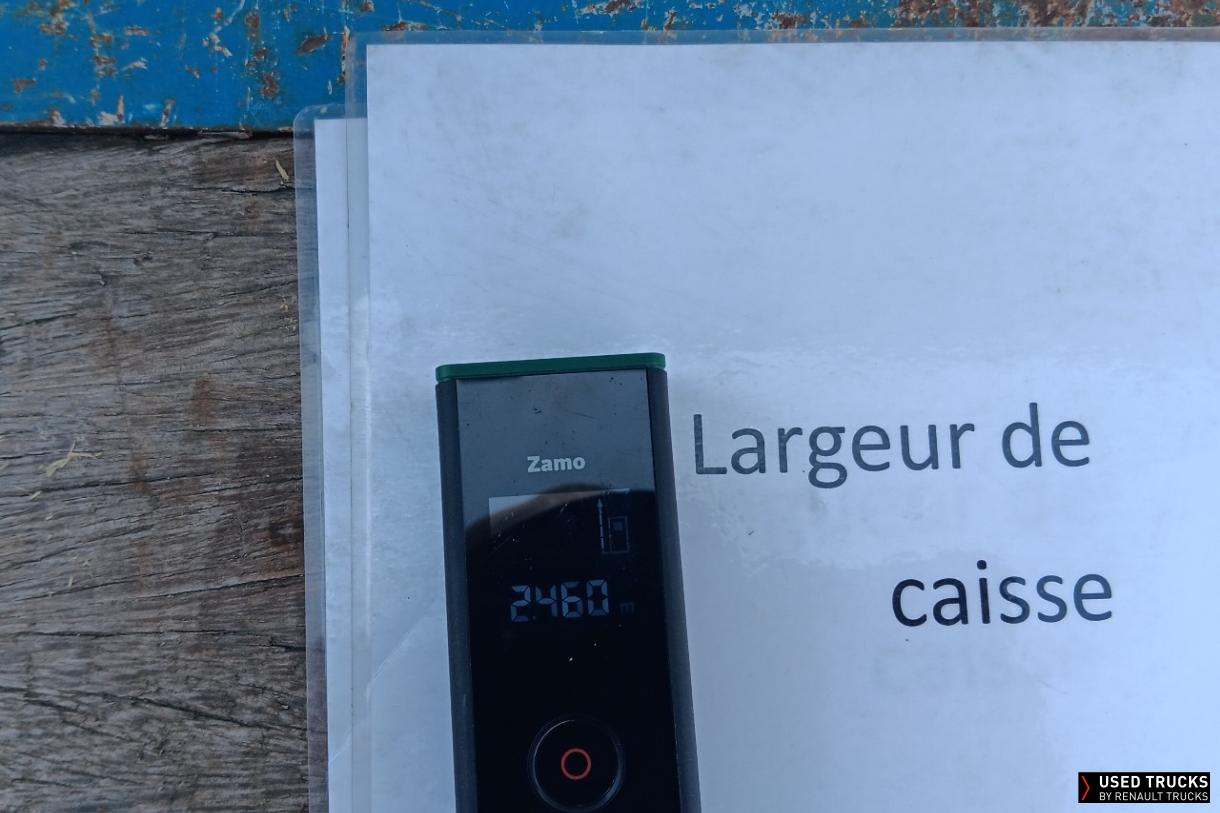 Zamo
2.460 m
Largeur de
caisse
USED TRUCKS
BY RENAULT TRUCKS